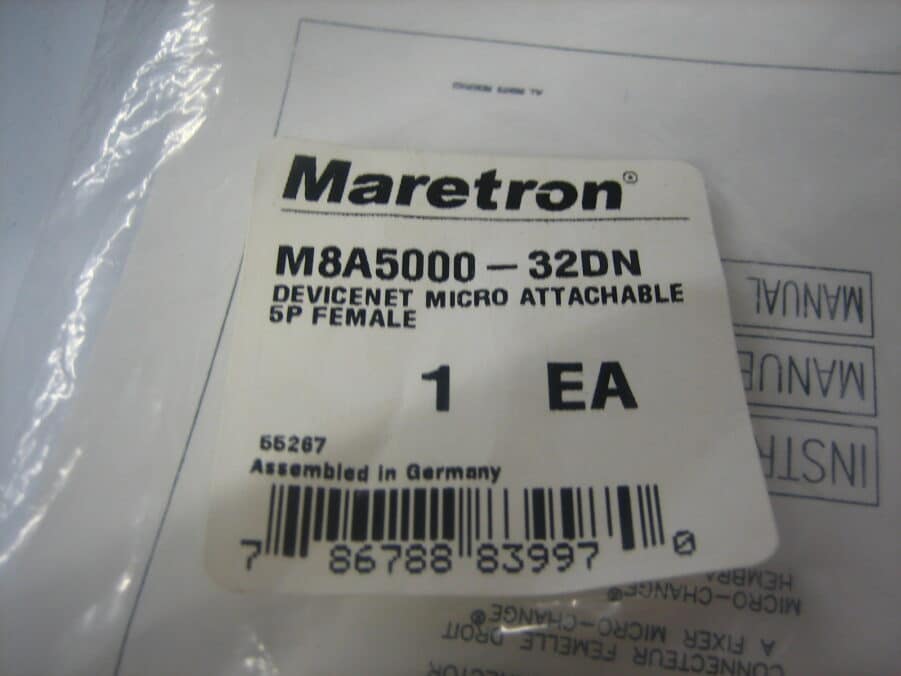 Maretron®
M8A5000-32DN
DEVICENET MICRO ATTACHABLE
5P FEMALE
1 EA
55267
Assembled in Germany
7 86788 83997 0
MANUAL
MANUE
INSTR
HEMBRA
MICRO-CHANGE®
A FIXER MICRO-CHANGE®
CONNECTEUR FEMELLE DROIT